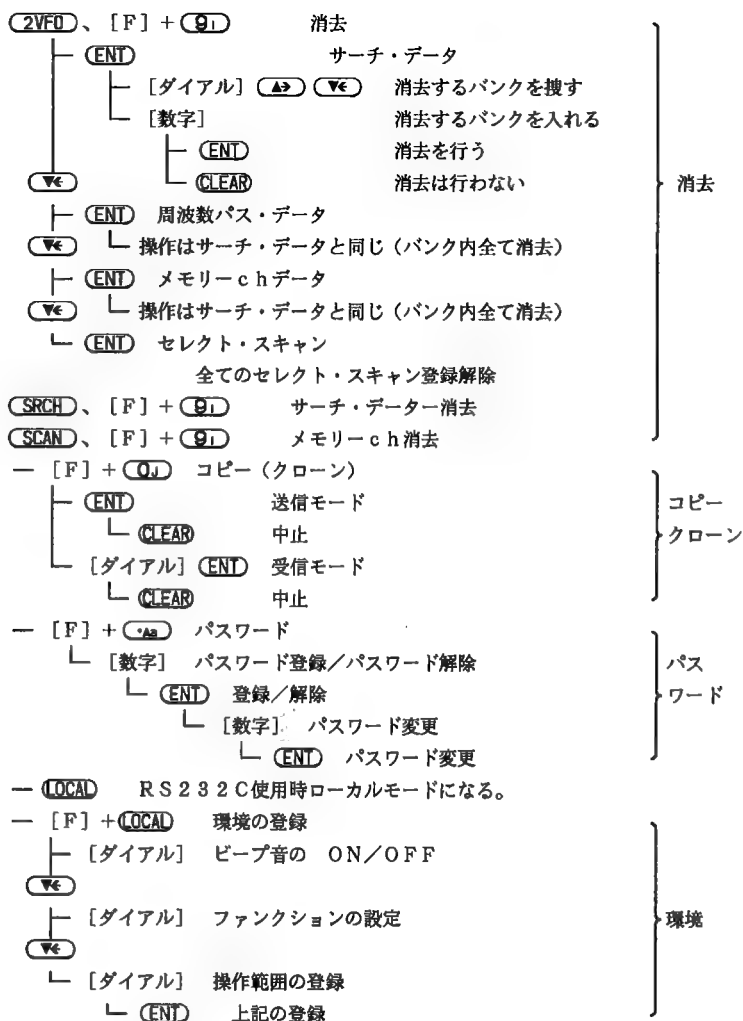 2VFO、[F]+9I 消去
ENT サーチ・データ
[ダイアル] ▲→ ▼← 消去するバンクを捜す
[数字] 消去するバンクを入れる
ENT 消去を行う
▼← CLEAR 消去は行わない 消去
ENT 周波数パス・データ
▼← 操作はサーチ・データと同じ(バンク内全て消去)
ENT メモリーchデータ
▼← 操作はサーチ・データと同じ(バンク内全て消去)
ENT セレクト・スキャン
全てのセレクト・スキャン登録解除
SRCH、[F]+9I サーチ・データー消去
SCAN、[F]+9I メモリーch消去
― [F]+0J コピー(クローン)
ENT 送信モード コピー
CLEAR 中止 クローン
[ダイアル] ENT 受信モード
CLEAR 中止
― [F]+・Aa パスワード
[数字] パスワード登録/パスワード解除 パス
ENT 登録/解除 ワード
[数字] パスワード変更
ENT パスワード変更
― LOCAL RS232C使用時ローカルモードになる。
― [F]+LOCAL 環境の登録
[ダイアル] ビープ音の ON/OFF
▼←
[ダイアル] ファンクションの設定 環境
▼←
[ダイアル] 操作範囲の登録
ENT 上記の登録